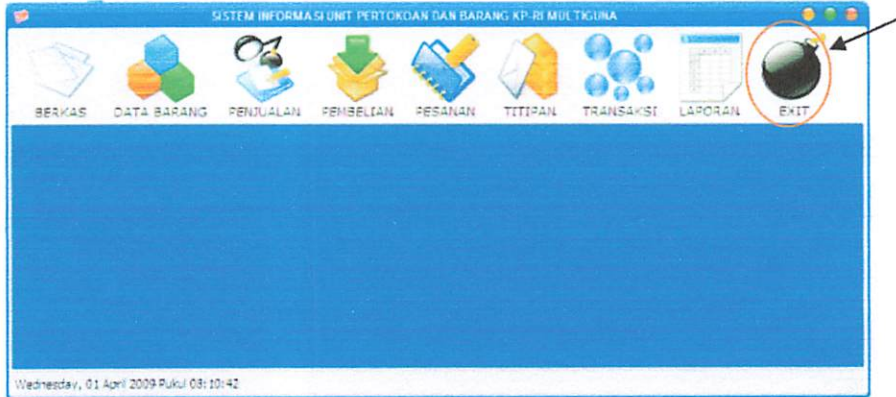 SISTEM INFORMASI UNIT PERTOKOAN DAN BARANG KP-RI MULTIGUNA
BERKAS DATA BARANG PENJUALAN PEMBELIAN PESANAN TITIPAN TRANSAKSI LAPORAN EXIT
Wednesday, 01 April 2009 Pukul 08:10:42